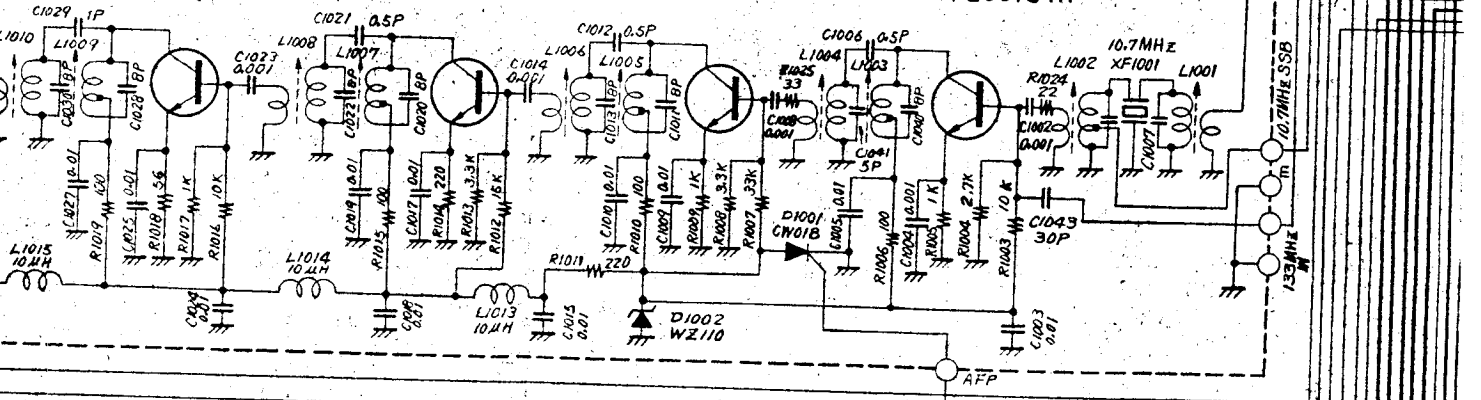 C1029 1P
L1010
L1009
C1030 8P
C1028 8P
C1023
0.001
L1008
C1021 0.5P
L1007
C1022 8P
C1020 8P
C1014
0.001
L1006
C1012 0.5P
L1005
C1013 8P
C1011 8P
R1025
33
C1008
0.001
L1004
C1006 0.5P
L1003
C1041
5P
C1040 8P
10.7MHz
XF1001
L1002
L1001
R1024
22
C1002
0.001
C1007
10.7MHz SSB
E
133MHz
C1027 0.01
R1019 100
C1025 0.01
R1018 56
R1017 1K
R1016 10K
C1019 0.01
R1015 100
C1017 0.01
R1014 220
R1013 3.3K
R1012 15K
C1010 0.01
R1010 100
C1009 0.01
R1009 1K
R1008 3.3K
R1007 33K
D1001
CW01B
C1005 0.01
R1006 100
C1004 0.001
R1005 1K
R1004 2.7K
R1003 10K
C1043
30P
L1015
10μH
0.01
L1014
10μH
0.01
L1013
10μH
R1011 220
C1015
0.01
D1002
WZ110
C1003
0.01
AFP